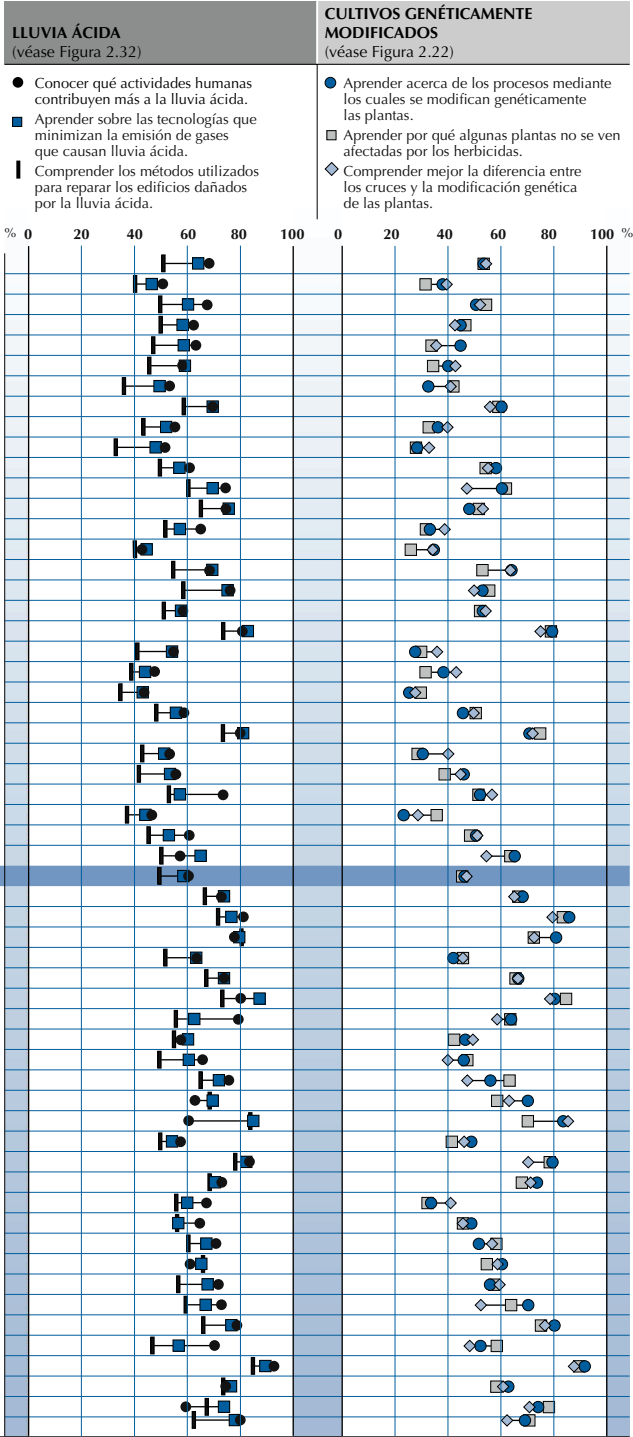 LLUVIA ÁCIDA
(véase Figura 2.32)
CULTIVOS GENÉTICAMENTE
MODIFICADOS
(véase Figura 2.22)
Conocer qué actividades humanas
contribuyen más a la lluvia ácida.
Aprender sobre las tecnologías que
minimizan la emisión de gases
que causan lluvia ácida.
Comprender los métodos utilizados
para reparar los edificios dañados
por la lluvia ácida.
Aprender acerca de los procesos mediante
los cuales se modifican genéticamente
las plantas.
Aprender por qué algunas plantas no se ven
afectadas por los herbicidas.
Comprender mejor la diferencia entre
los cruces y la modificación genética
de las plantas.
% 0 20 40 60 80 100 0 20 40 60 80 100 %